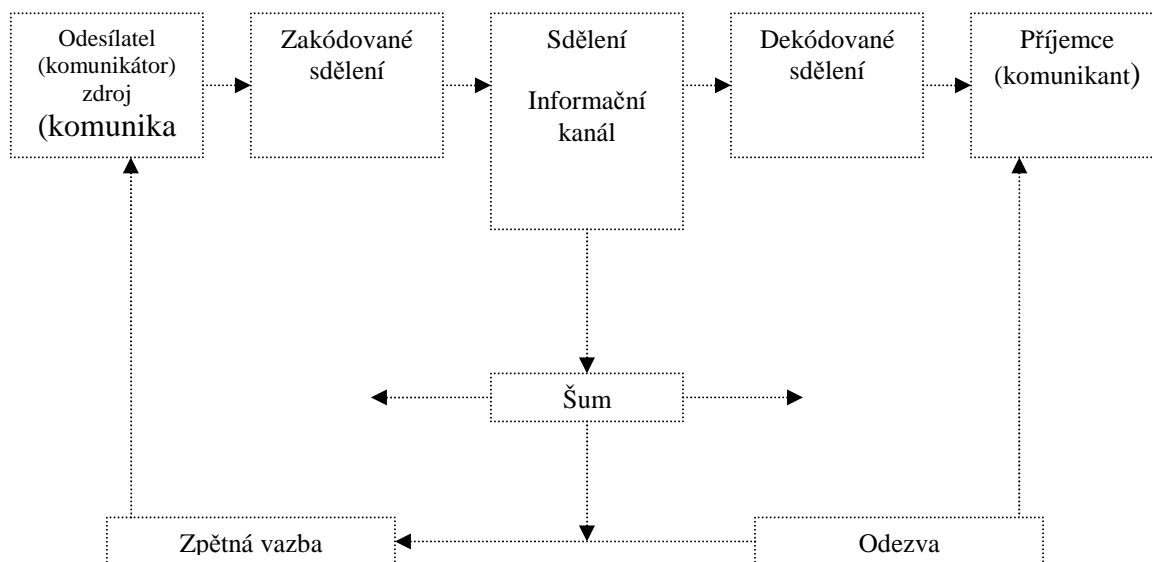 Odesílatel
(komunikátor)
zdroj
(komunika
Zakódované
sdělení
Sdělení
Informační
kanál
Dekódované
sdělení
Příjemce
(komunikant)
Šum
Zpětná vazba
Odezva